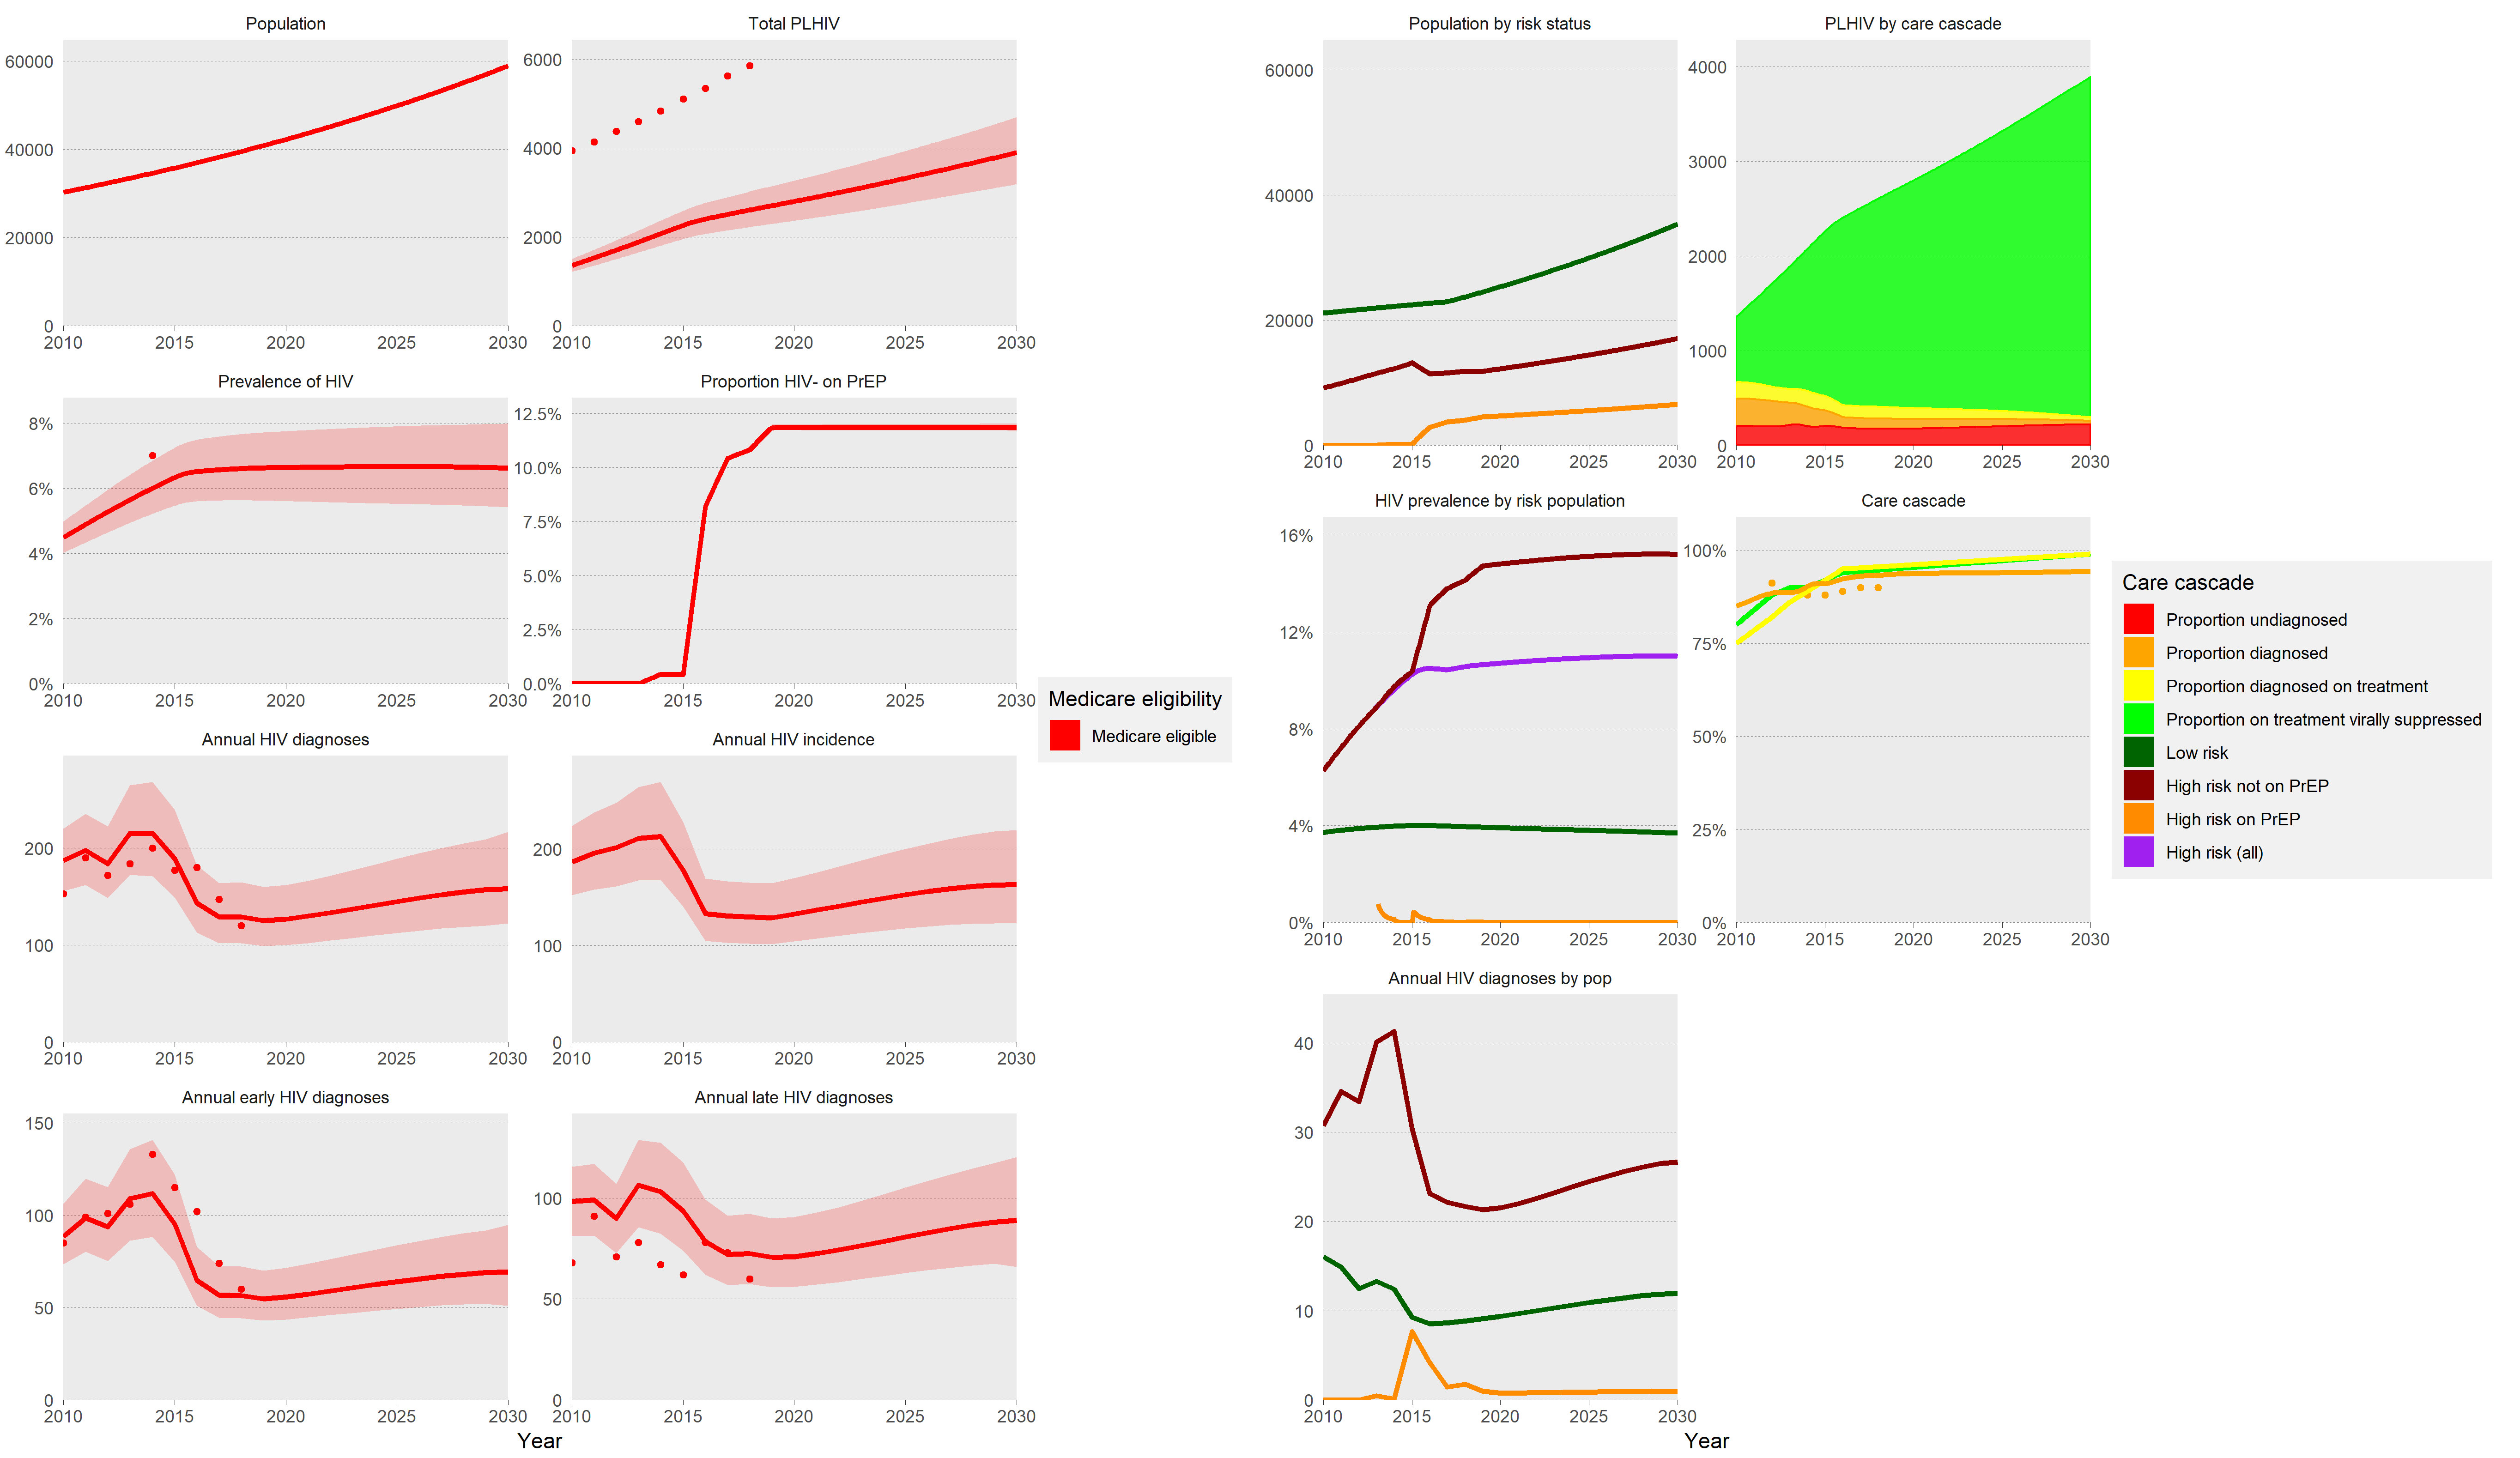 Population
60000
40000
20000
0
2010 2015 2020 2025 2030
Total PLHIV
6000
4000
2000
0
2010 2015 2020 2025 2030
Prevalence of HIV
8%
6%
4%
2%
0%
2010 2015 2020 2025 2030
Proportion HIV- on PrEP
12.5%
10.0%
7.5%
5.0%
2.5%
0.0%
2010 2015 2020 2025 2030
Annual HIV diagnoses
200
100
0
2010 2015 2020 2025 2030
Annual HIV incidence
200
100
0
2010 2015 2020 2025 2030
Annual early HIV diagnoses
150
100
50
0
2010 2015 2020 2025 2030
Annual late HIV diagnoses
100
50
0
2010 2015 2020 2025 2030
Year
Medicare eligibility
Medicare eligible
Population by risk status
60000
40000
20000
0
2010 2015 2020 2025 2030
PLHIV by care cascade
4000
3000
2000
1000
0
2010 2015 2020 2025 2030
HIV prevalence by risk population
16%
12%
8%
4%
0%
2010 2015 2020 2025 2030
Care cascade
100%
75%
50%
25%
0%
2010 2015 2020 2025 2030
Annual HIV diagnoses by pop
40
30
20
10
0
2010 2015 2020 2025 2030
Year
Care cascade
Proportion undiagnosed
Proportion diagnosed
Proportion diagnosed on treatment
Proportion on treatment virally suppressed
Low risk
High risk not on PrEP
High risk on PrEP
High risk (all)